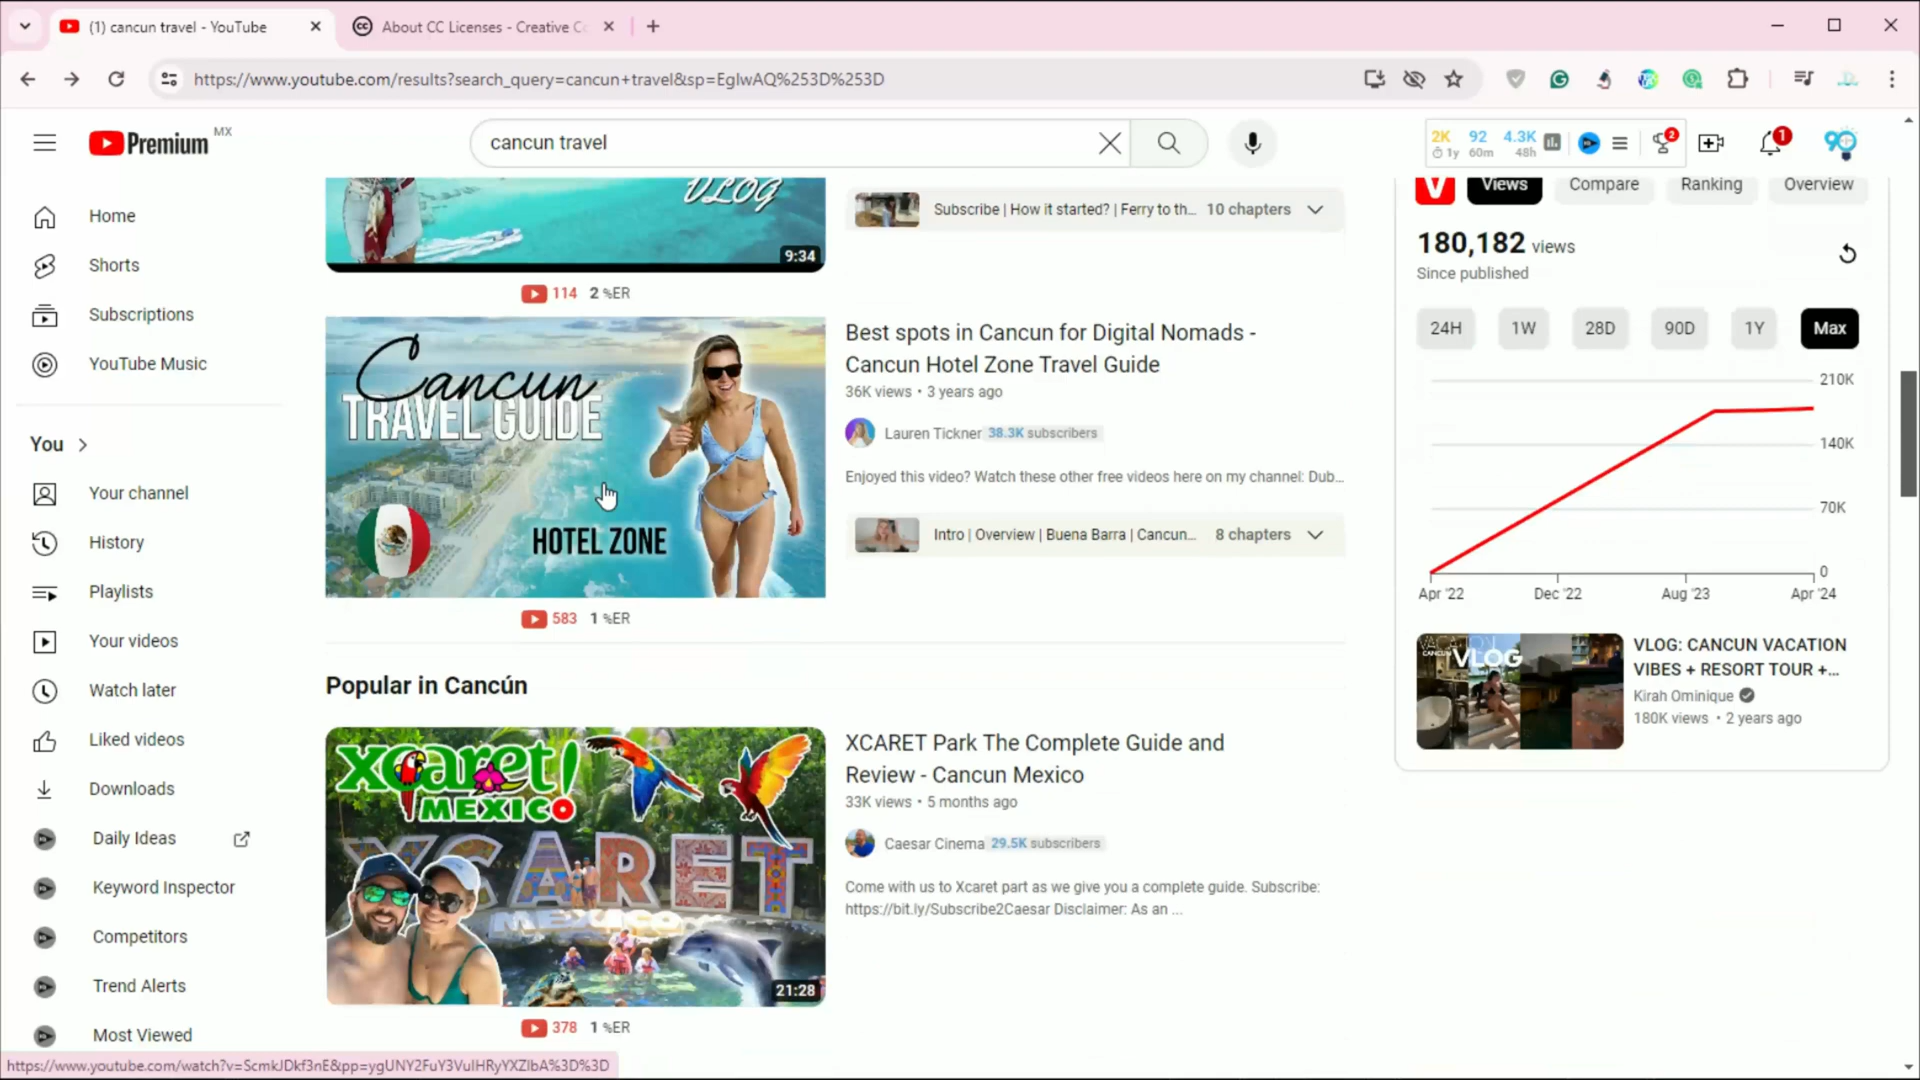 (1) cancun travel - YouTube
About CC Licenses - Creative C
https://www.youtube.com/results?search_query=cancun+travel&sp=EgIwAQ%253D%253D
Premium
MX
cancun travel
2K
1y
92
60m
4.3K
48h
2
1
Home
Shorts
Subscriptions
YouTube Music
You
Your channel
History
Playlists
Your videos
Watch later
Liked videos
Downloads
Daily Ideas
Keyword Inspector
Competitors
Trend Alerts
Most Viewed
VLOG
9:34
114 2 %ER
Subscribe | How it started? | Ferry to th... 10 chapters
Cancun
TRAVEL GUIDE
HOTEL ZONE
583 1 %ER
Best spots in Cancun for Digital Nomads -
Cancun Hotel Zone Travel Guide
36K views • 3 years ago
Lauren Tickner 38.3K subscribers
Enjoyed this video? Watch these other free videos here on my channel: Dub...
Intro | Overview | Buena Barra | Cancun... 8 chapters
Popular in Cancún
xcaret!
MEXICO
XCARET
MEXICO
21:28
378 1 %ER
XCARET Park The Complete Guide and
Review - Cancun Mexico
33K views • 5 months ago
Caesar Cinema 29.5K subscribers
Come with us to Xcaret part as we give you a complete guide. Subscribe:
https://bit.ly/Subscribe2Caesar Disclaimer: As an ...
Views
Compare
Ranking
Overview
180,182 views
Since published
24H
1W
28D
90D
1Y
Max
210K
140K
70K
0
Apr '22
Dec '22
Aug '23
Apr '24
CANCUN VLOG
VLOG: CANCUN VACATION
VIBES + RESORT TOUR +...
Kirah Ominique
180K views • 2 years ago
https://www.youtube.com/watch?v=ScmkJDkf3nE&pp=ygUNY2FuY3VuIHRyYXZlbA%3D%3D